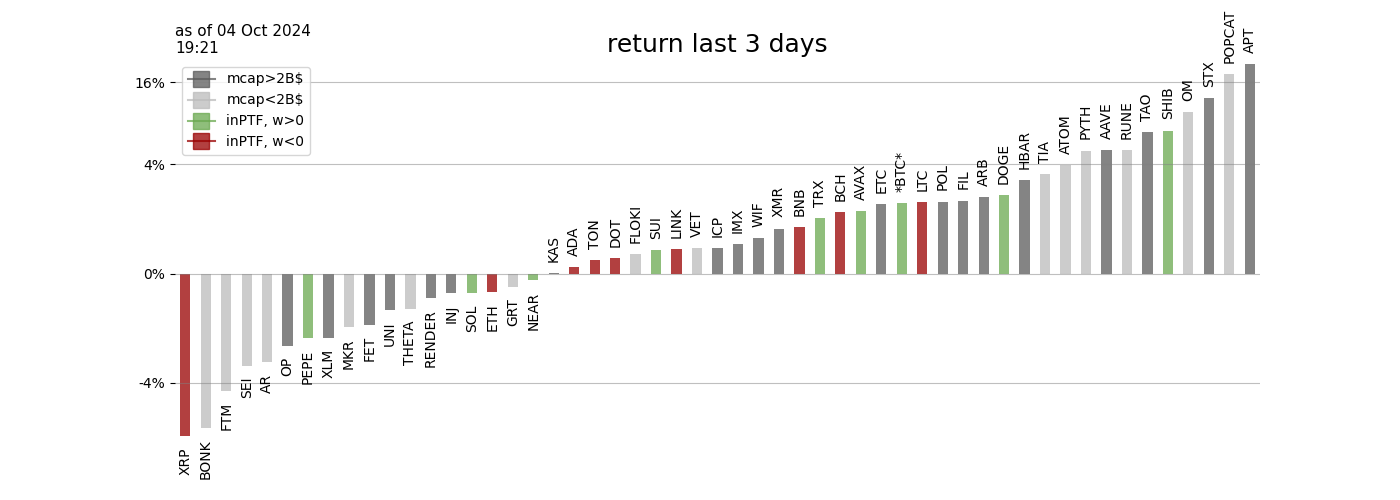 as of 04 Oct 2024
19:21
return last 3 days
mcap>2B$
mcap<2B$
inPTF, w>0
inPTF, w<0
16%
4%
0%
-4%
XRP
BONK
FTM
SEI
AR
OP
PEPE
XLM
MKR
FET
UNI
THETA
RENDER
INJ
SOL
ETH
GRT
NEAR
KAS
ADA
TON
DOT
FLOKI
SUI
LINK
VET
ICP
IMX
WIF
XMR
BNB
TRX
BCH
AVAX
ETC
*BTC*
LTC
POL
FIL
ARB
DOGE
HBAR
TIA
ATOM
PYTH
AAVE
RUNE
TAO
SHIB
OM
STX
POPCAT
APT